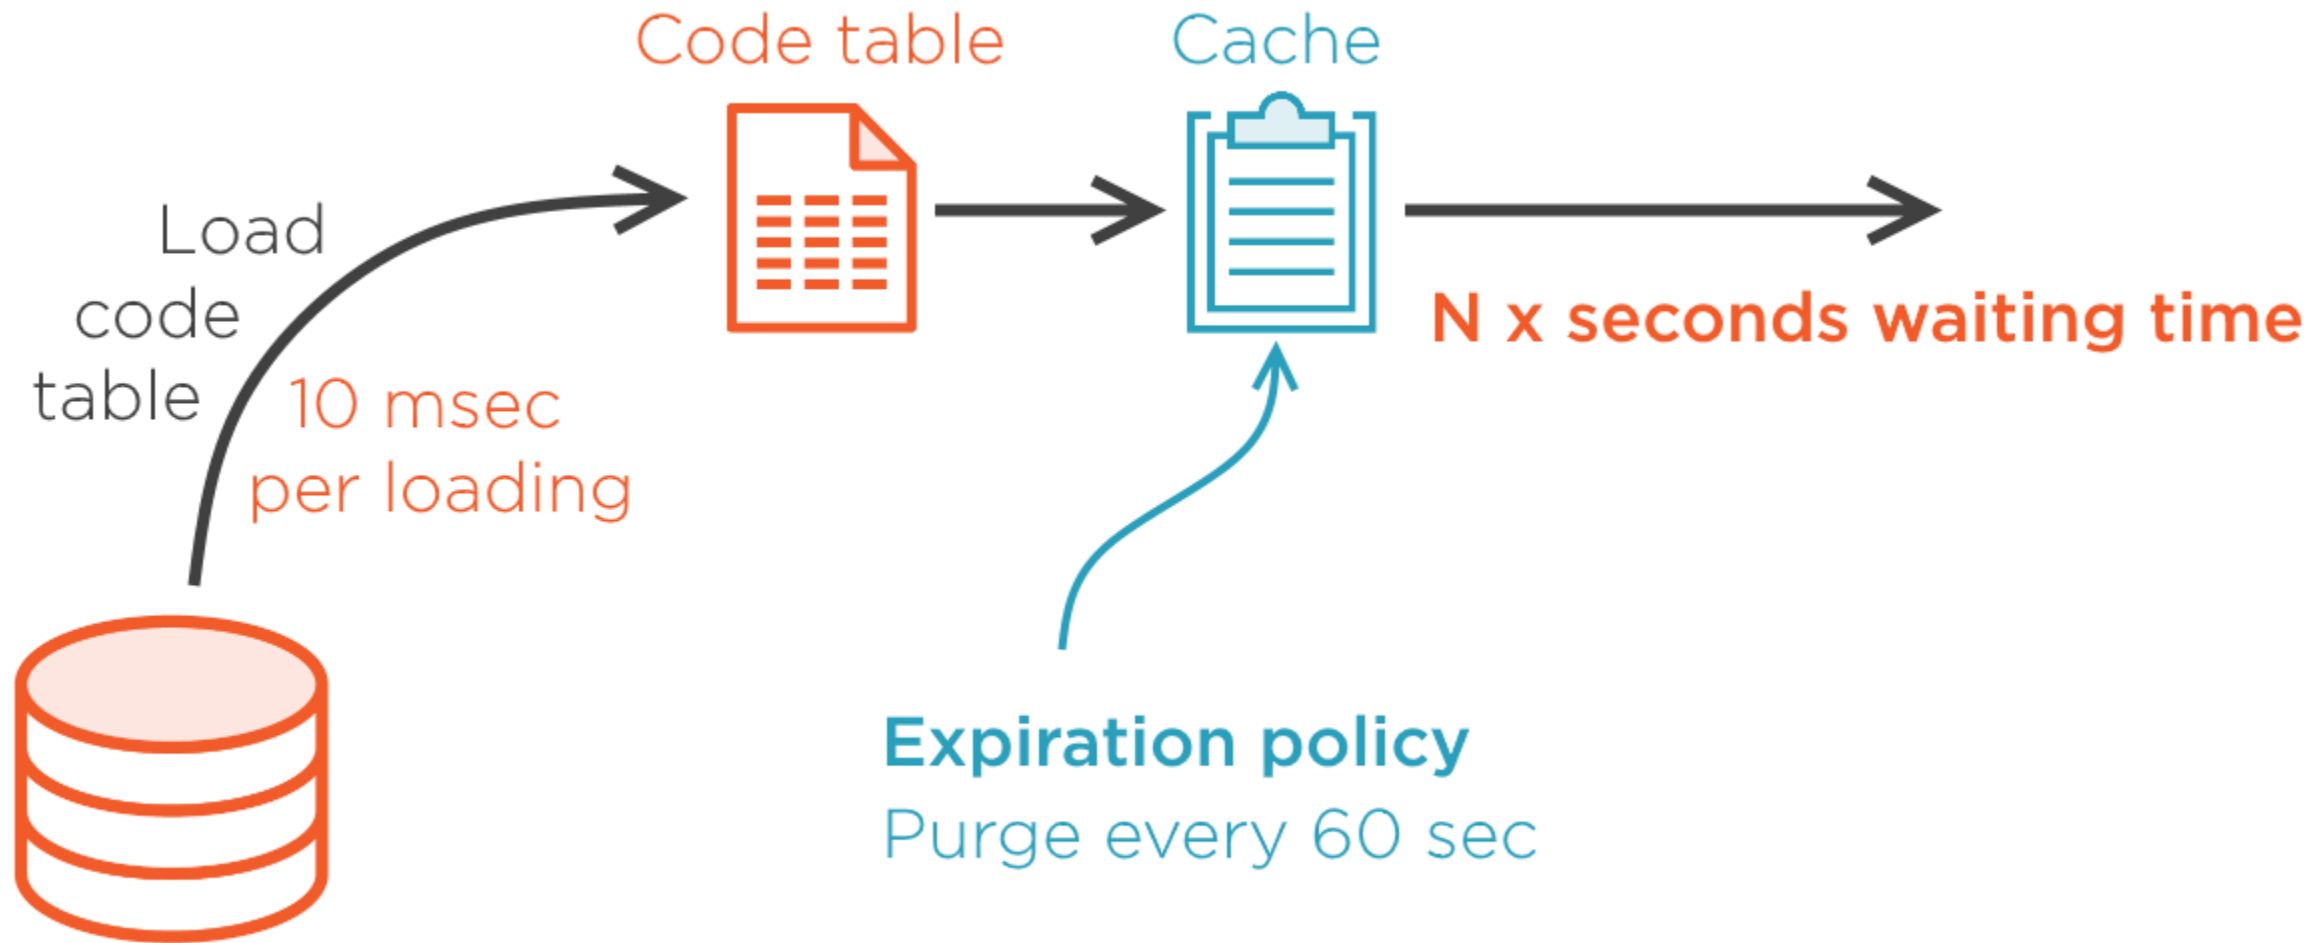 Code table
Cache
Load
code
table
10 msec
per loading
N x seconds waiting time
Expiration policy
Purge every 60 sec